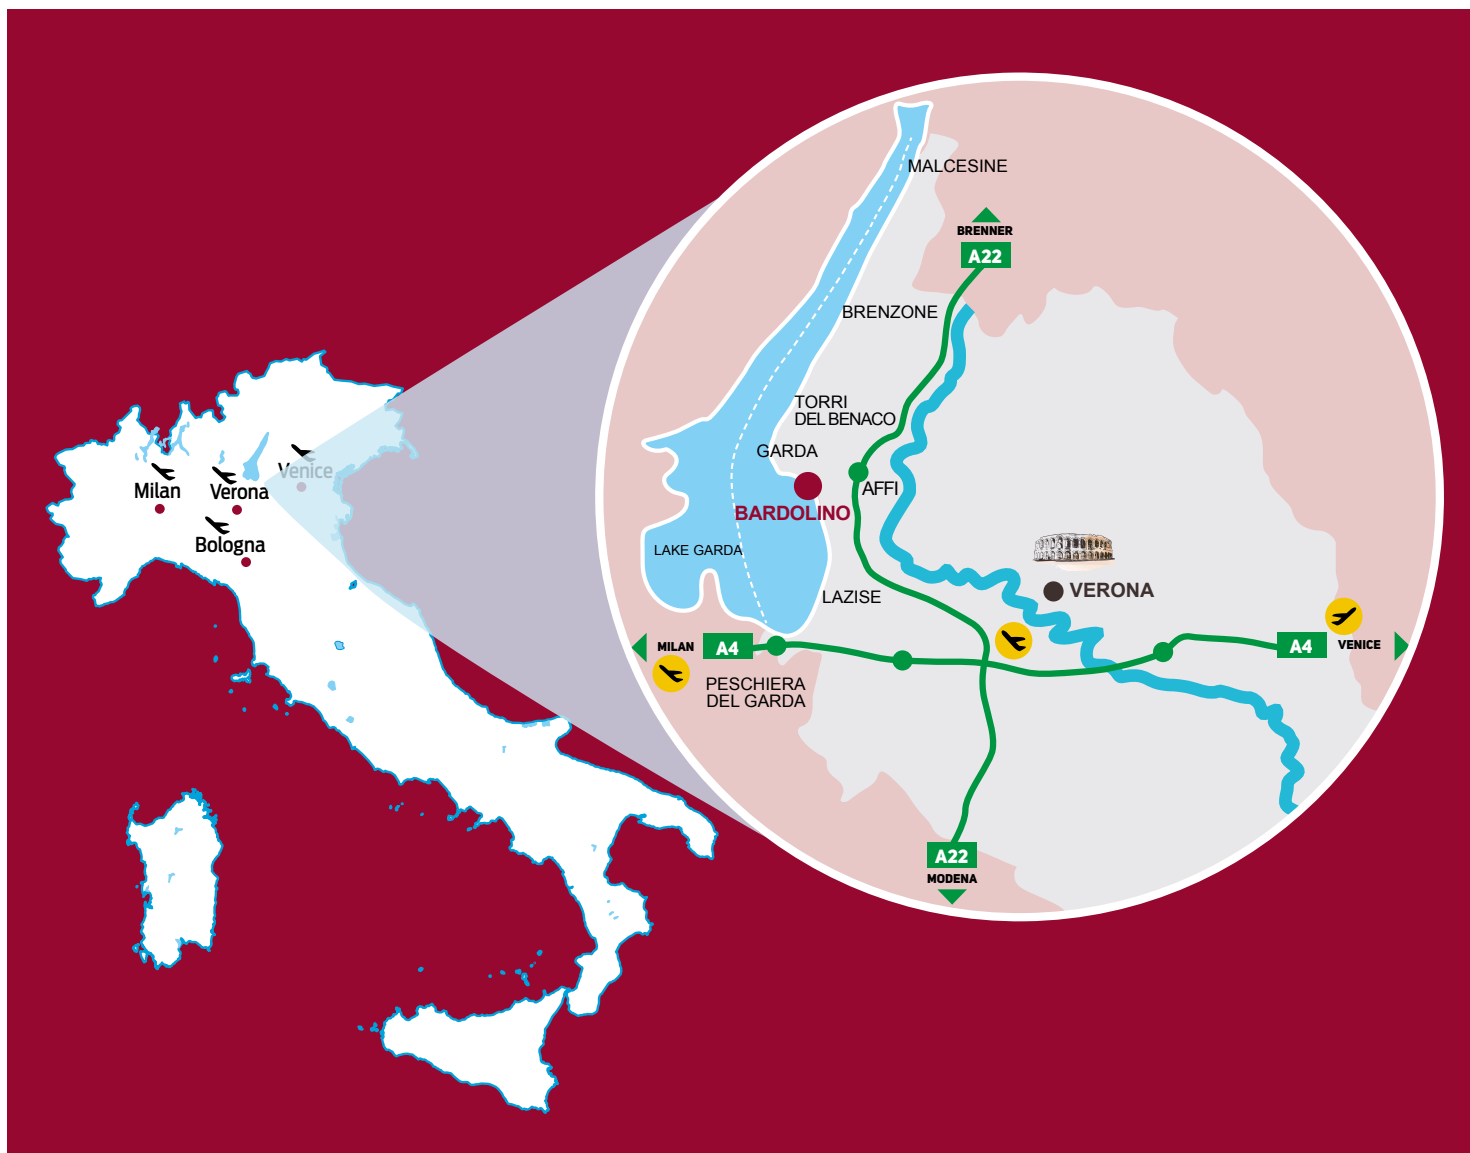 MALCESINE
BRENNER
A22
BRENZONE
TORRI
DEL BENACO
GARDA
AFFI
BARDOLINO
LAKE GARDA
LAZISE
VERONA
MILAN
A4
A4
VENICE
PESCHIERA
DEL GARDA
A22
MODENA
Venice
Milan
Verona
Bologna